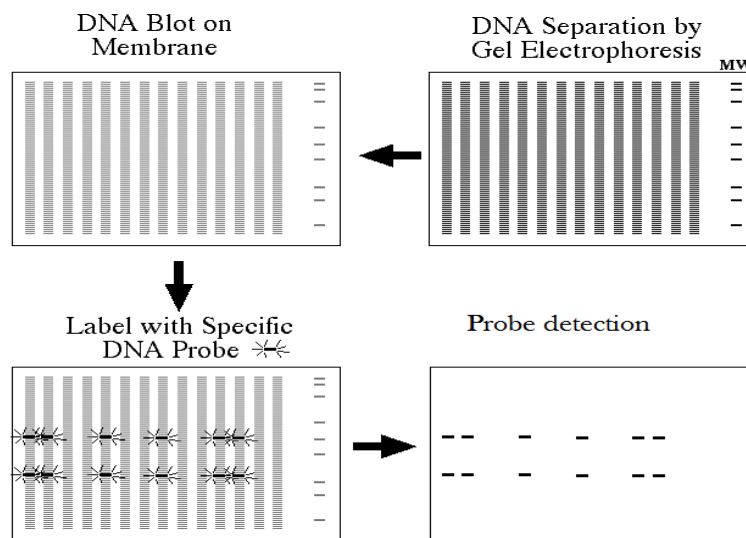 DNA Blot on
Membrane
DNA Separation by
Gel Electrophoresis
MW
Label with Specific
DNA Probe
Probe detection